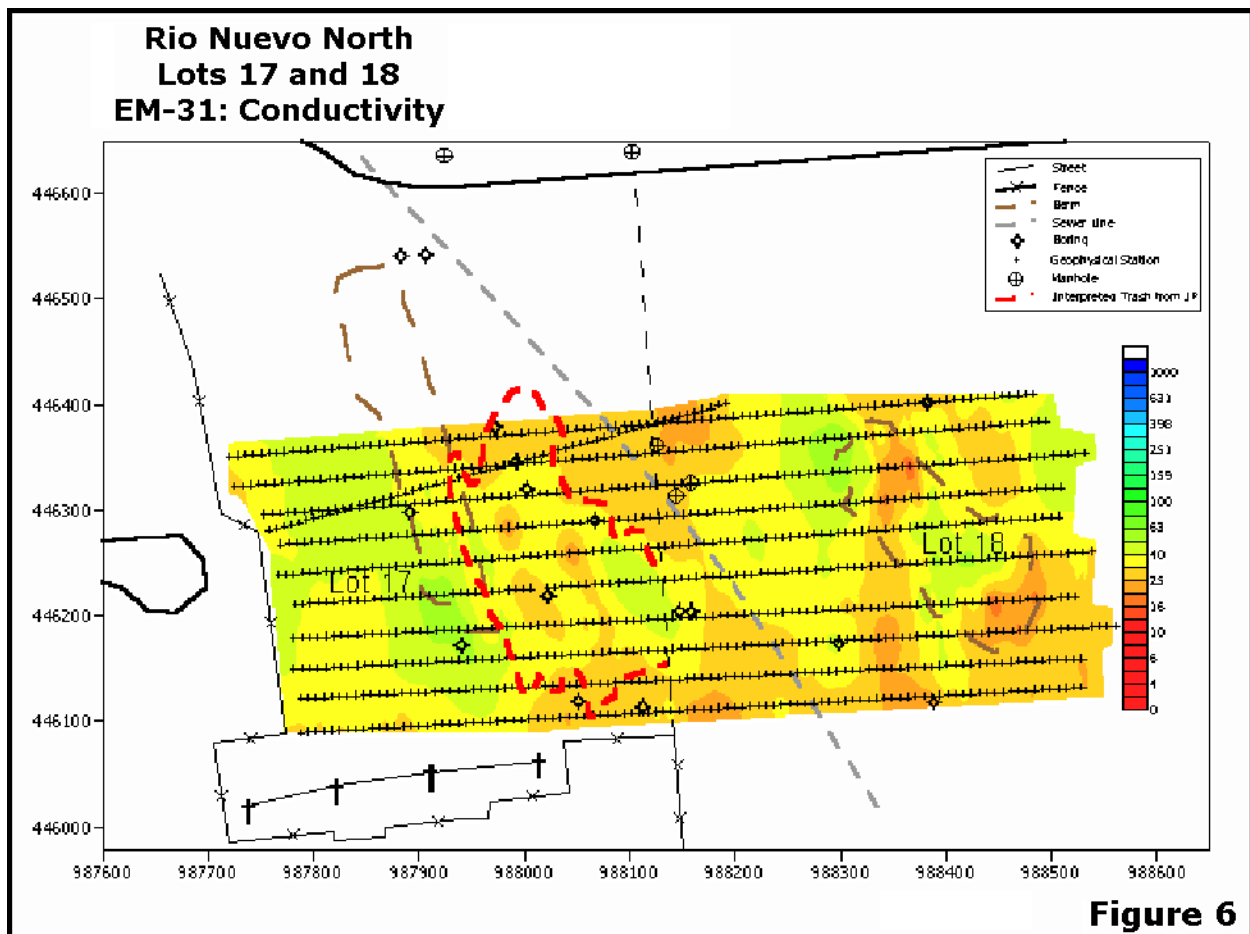 Rio Nuevo North
Lots 17 and 18
EM-31: Conductivity
446600
446500
446400
446300
446200
446100
446000
Street
Fence
Berm
Sewer Line
Boring
Geophysical Station
Manhole
Interpreted Trash from
1000
631
398
251
159
100
63
40
25
16
10
6
4
0
Lot 17
Lot 18
987600
987700
987800
987900
988000
988100
988200
988300
988400
988500
988600
Figure 6